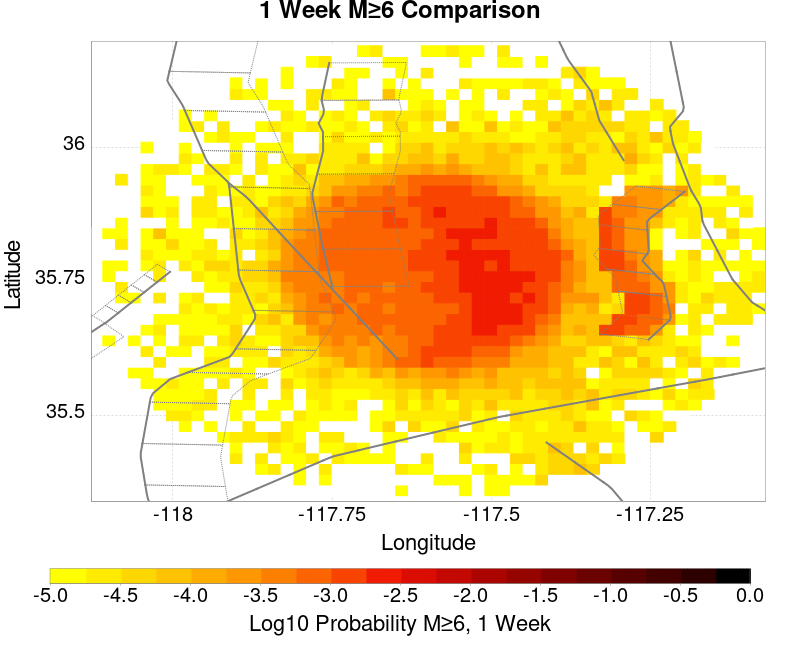 1 Week M≥6 Comparison
36
35.75
35.5
Latitude
-118 -117.75 -117.5 -117.25
Longitude
-5.0 -4.5 -4.0 -3.5 -3.0 -2.5 -2.0 -1.5 -1.0 -0.5 0.0
Log10 Probability M≥6, 1 Week